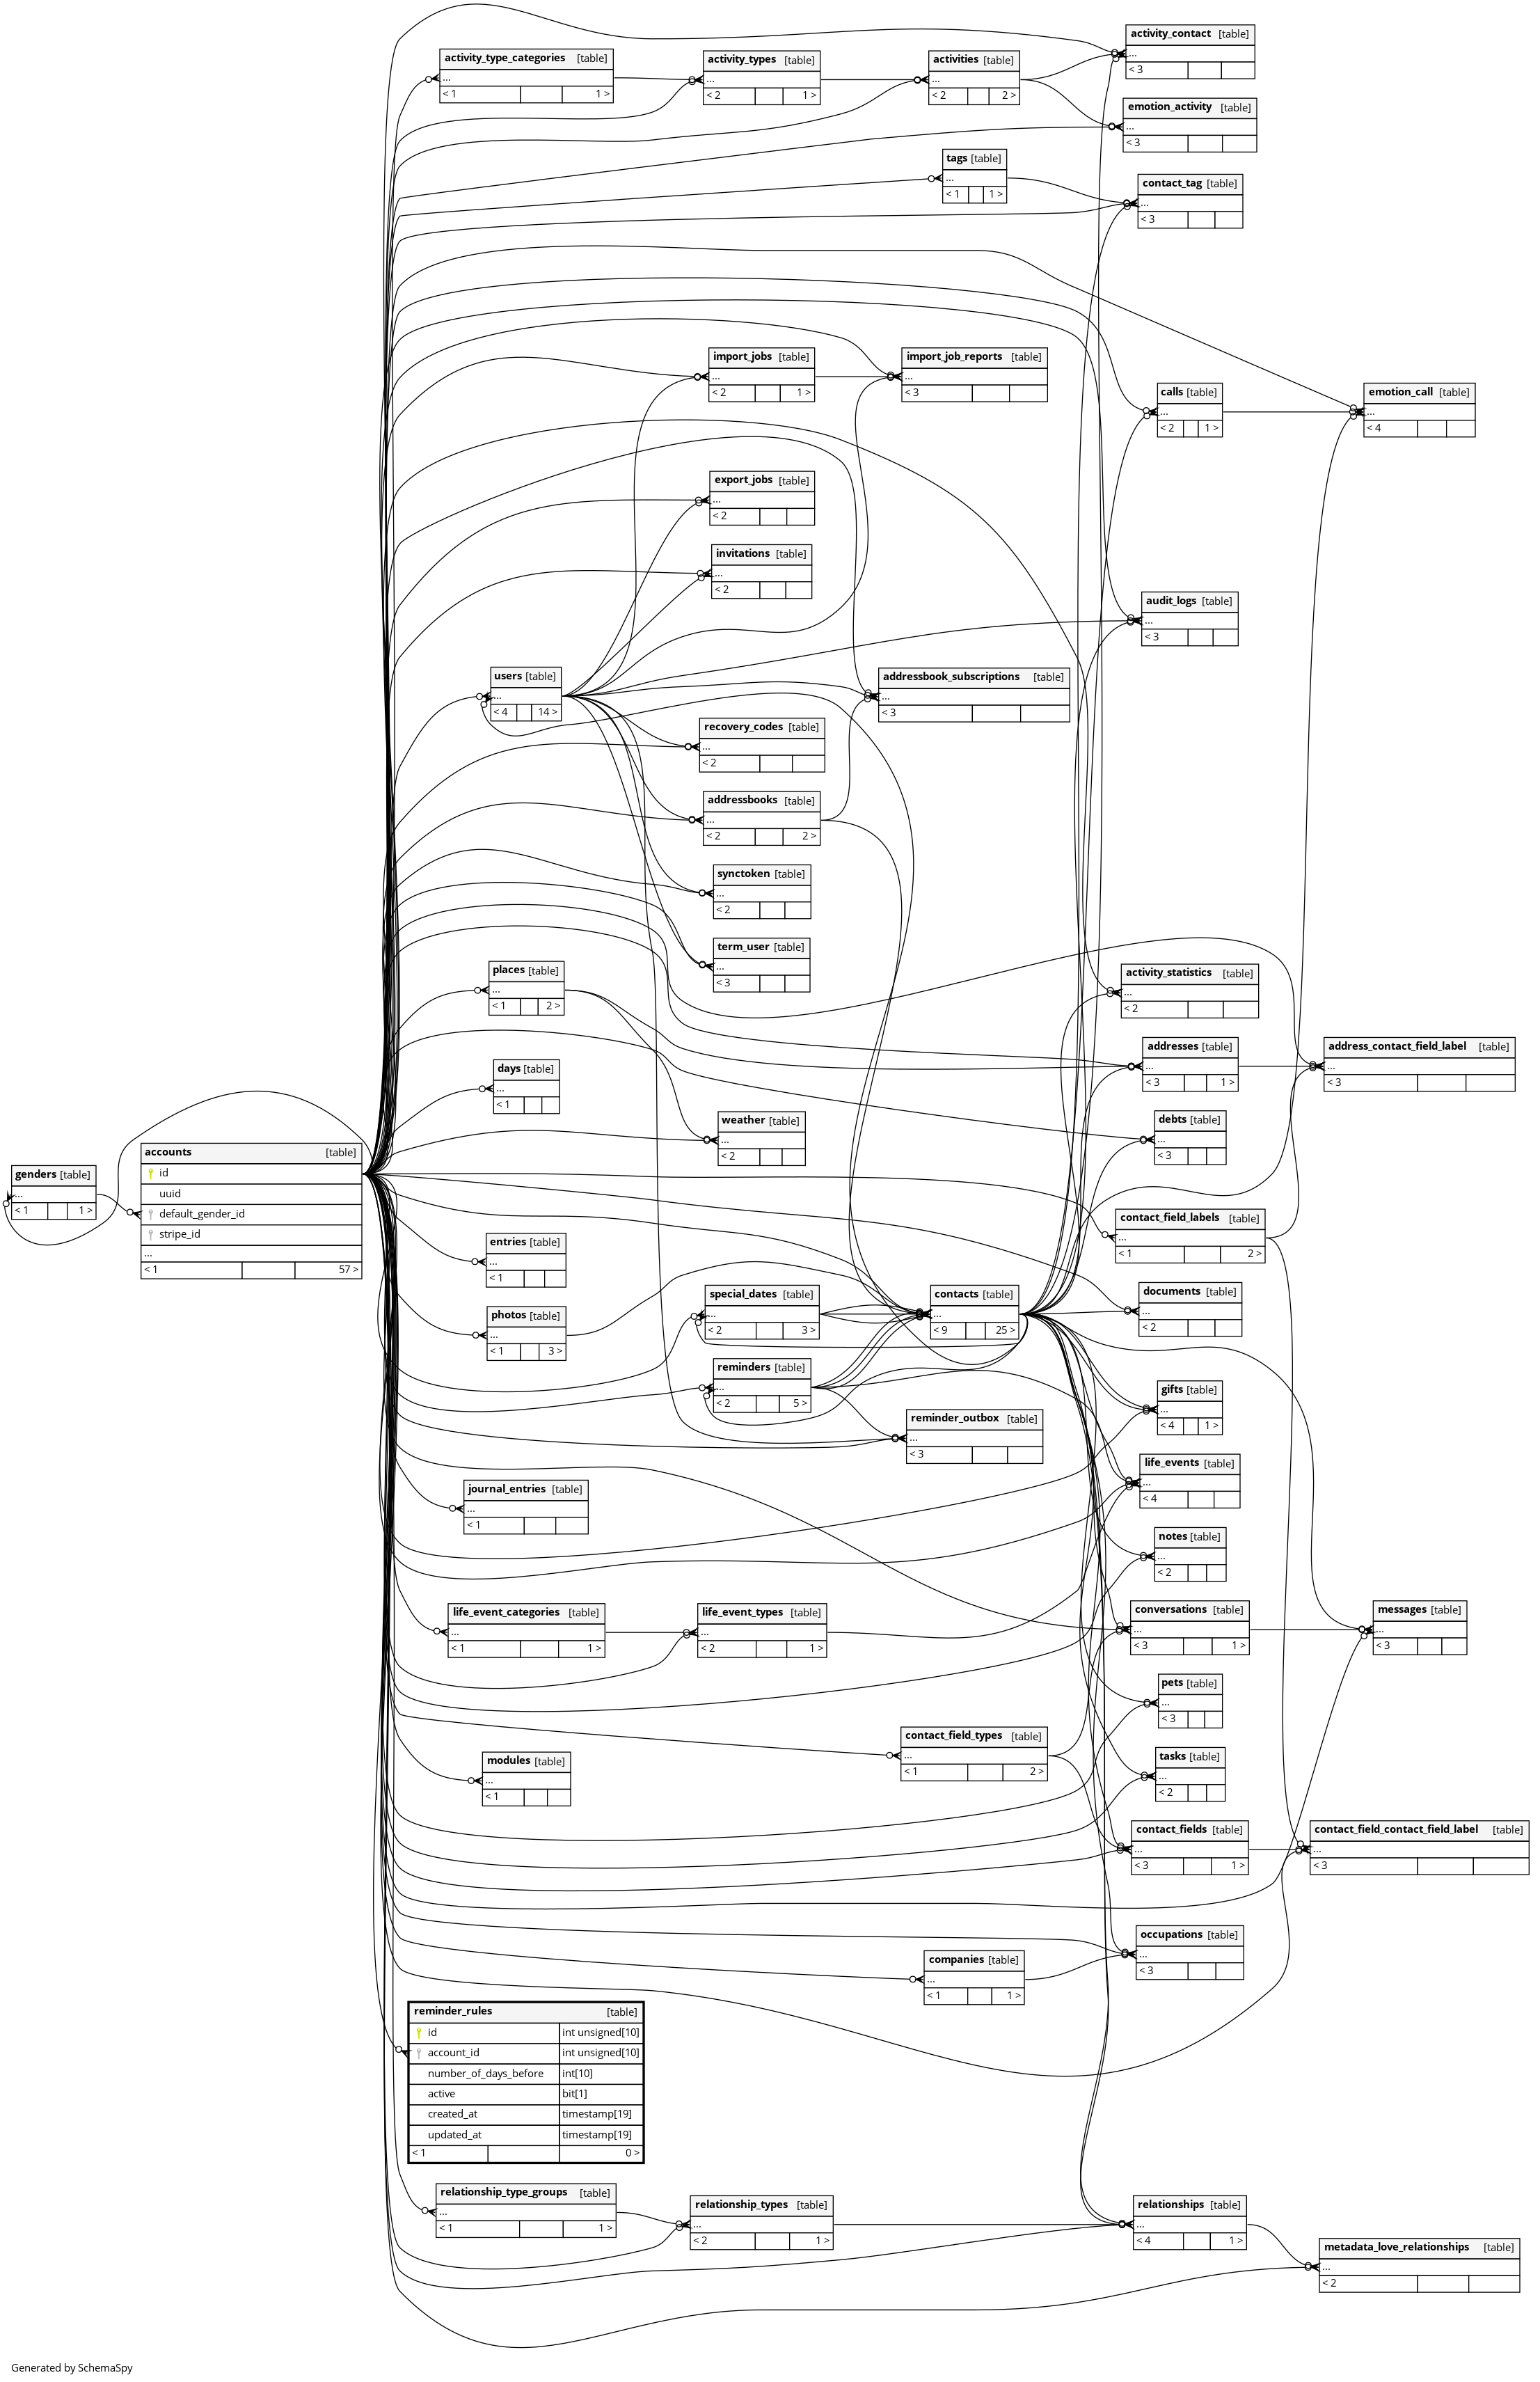 activity_contact [table]
...
< 3
activity_type_categories [table]
...
< 1 1 >
activity_types [table]
...
< 2 1 >
activities [table]
...
< 2 2 >
emotion_activity [table]
...
< 3
tags [table]
...
< 1 1 >
contact_tag [table]
...
< 3
import_jobs [table]
...
< 2 1 >
import_job_reports [table]
...
< 3
calls [table]
...
< 2 1 >
emotion_call [table]
...
< 4
export_jobs [table]
...
< 2
invitations [table]
...
< 2
audit_logs [table]
...
< 3
users [table]
...
< 4 14 >
addressbook_subscriptions [table]
...
< 3
recovery_codes [table]
...
< 2
addressbooks [table]
...
< 2 2 >
synctoken [table]
...
< 2
term_user [table]
...
< 3
places [table]
...
< 1 2 >
activity_statistics [table]
...
< 2
addresses [table]
...
< 3 1 >
address_contact_field_label [table]
...
< 3
days [table]
...
< 1
weather [table]
...
< 2
debts [table]
...
< 3
genders [table]
...
< 1 1 >
accounts [table]
id
uuid
default_gender_id
stripe_id
...
< 1 57 >
contact_field_labels [table]
...
< 1 2 >
entries [table]
...
< 1
photos [table]
...
< 1 3 >
special_dates [table]
...
< 2 3 >
contacts [table]
...
< 9 25 >
documents [table]
...
< 2
reminders [table]
...
< 2 5 >
reminder_outbox [table]
...
< 3
gifts [table]
...
< 4 1 >
life_events [table]
...
< 4
journal_entries [table]
...
< 1
notes [table]
...
< 2
life_event_categories [table]
...
< 1 1 >
life_event_types [table]
...
< 2 1 >
conversations [table]
...
< 3 1 >
messages [table]
...
< 3
pets [table]
...
< 3
modules [table]
...
< 1
contact_field_types [table]
...
< 1 2 >
tasks [table]
...
< 2
contact_fields [table]
...
< 3 1 >
contact_field_contact_field_label [table]
...
< 3
occupations [table]
...
< 3
companies [table]
...
< 1 1 >
reminder_rules [table]
id int unsigned[10]
account_id int unsigned[10]
number_of_days_before int[10]
active bit[1]
created_at timestamp[19]
updated_at timestamp[19]
< 1 0 >
relationship_type_groups [table]
...
< 1 1 >
relationship_types [table]
...
< 2 1 >
relationships [table]
...
< 4 1 >
metadata_love_relationships [table]
...
< 2
Generated by SchemaSpy